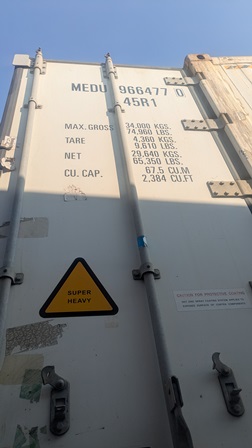 MEDU 966477 0
45R1
MAX. GROSS 34.000 KGS.
74,960 LBS.
TARE 4.360 KGS.
9,610 LBS.
NET 29,640 KGS.
65,350 LBS.
CU. CAP. 67.5 CU.M
2,384 CU.FT
SUPER
HEAVY